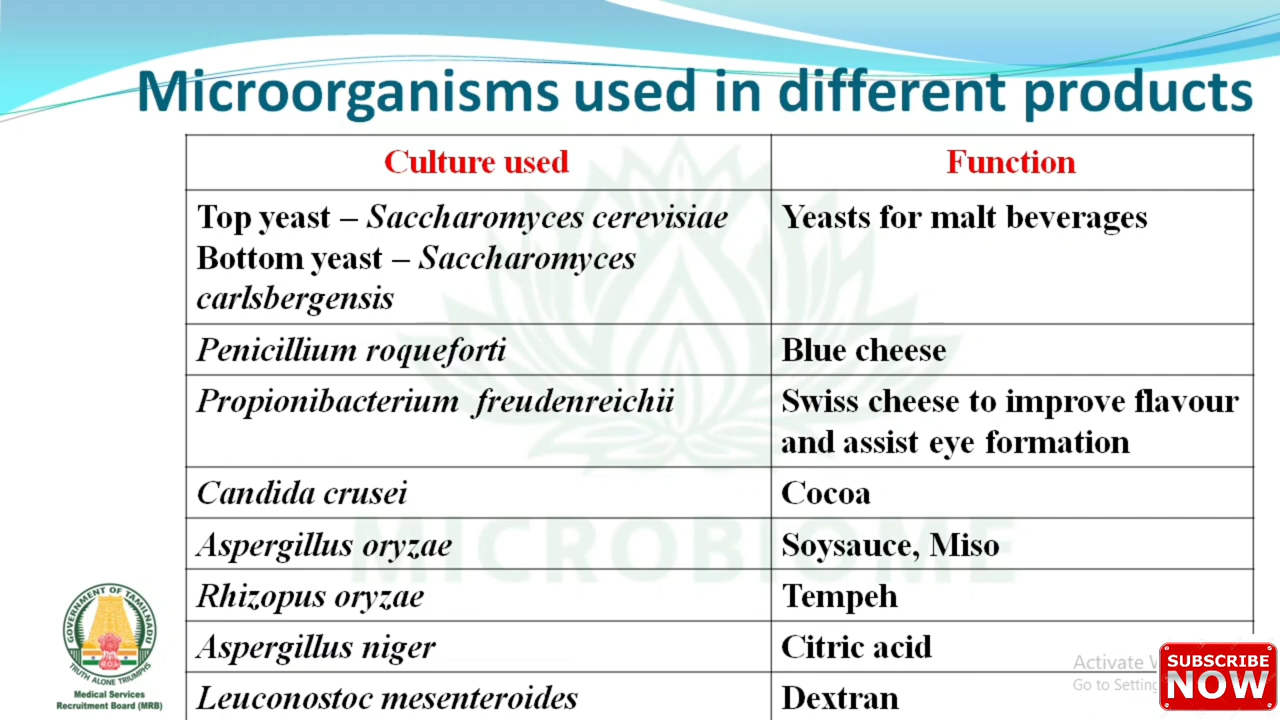 Microorganisms used in different products
Culture used
Function
Top yeast – Saccharomyces cerevisiae
Bottom yeast – Saccharomyces
carlsbergensis
Yeasts for malt beverages
Penicillium roqueforti
Blue cheese
Propionibacterium freudenreichii
Swiss cheese to improve flavour
and assist eye formation
Candida crusei
Cocoa
Aspergillus oryzae
Soysauce, Miso
Rhizopus oryzae
Tempeh
Aspergillus niger
Citric acid
Leuconostoc mesenteroides
Dextran
MICROBIOME
GOVERNMENT OF TAMILNADU
TRUTH ALONE TRIUMPHS
Medical Services
Recruitment Board (MRB)
Activate
Go to Setting
SUBSCRIBE
NOW